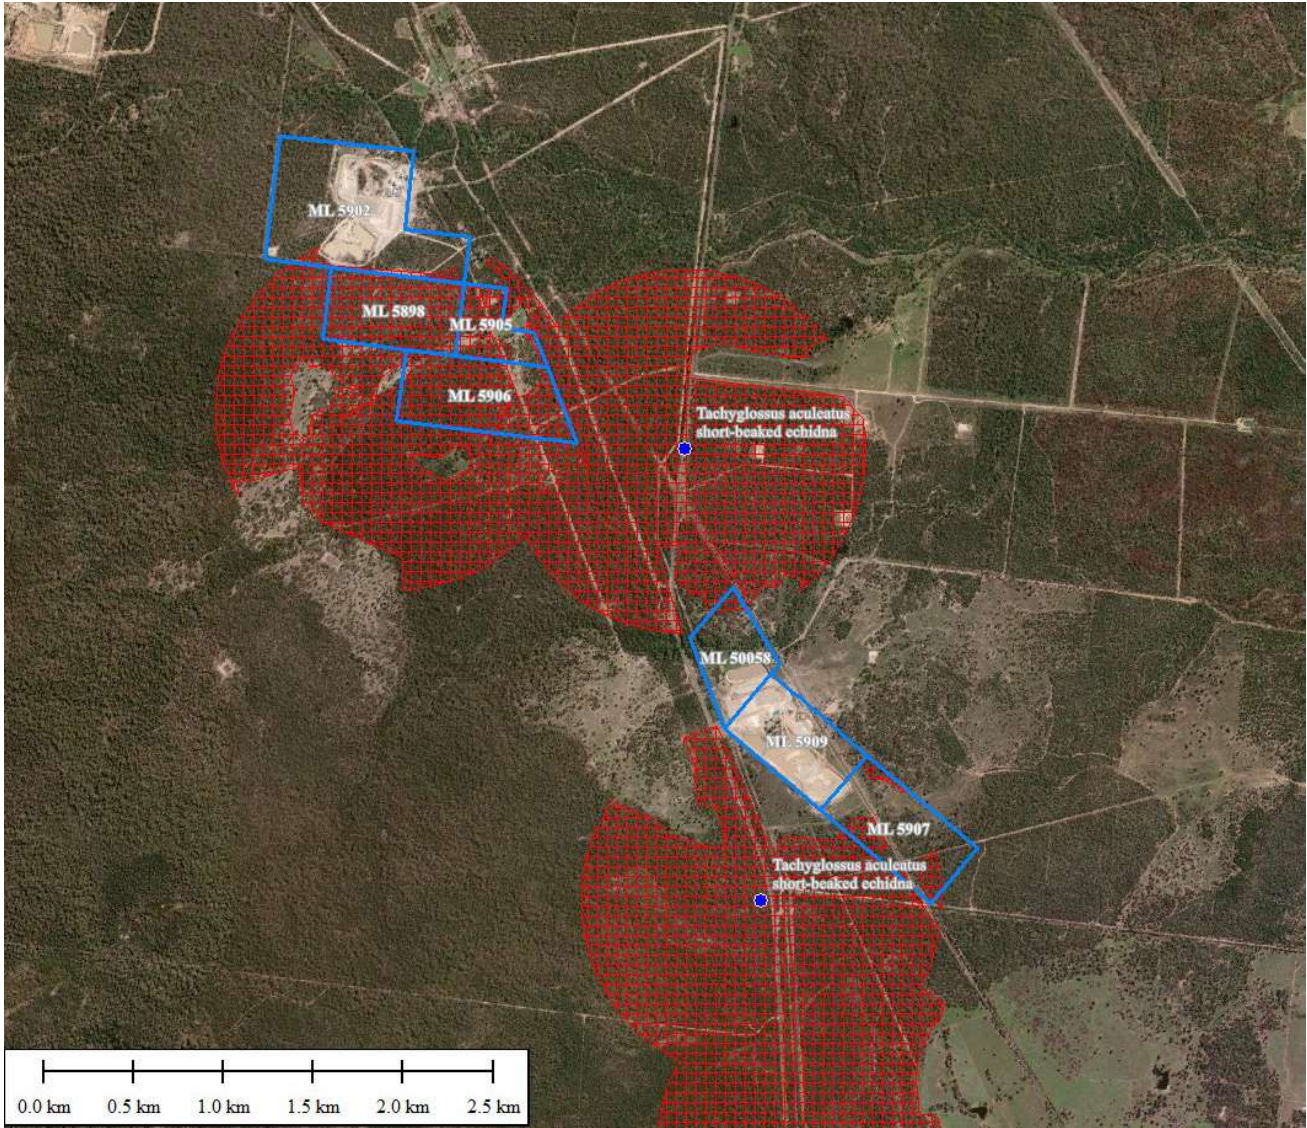 ML 5902
ML 5898
ML 5905
ML 5906
Tachyglossus aculeatus
short-beaked echidna
ML 50058
ML 5909
ML 5907
Tachyglossus aculeatus
short-beaked echidna
0.0 km 0.5 km 1.0 km 1.5 km 2.0 km 2.5 km